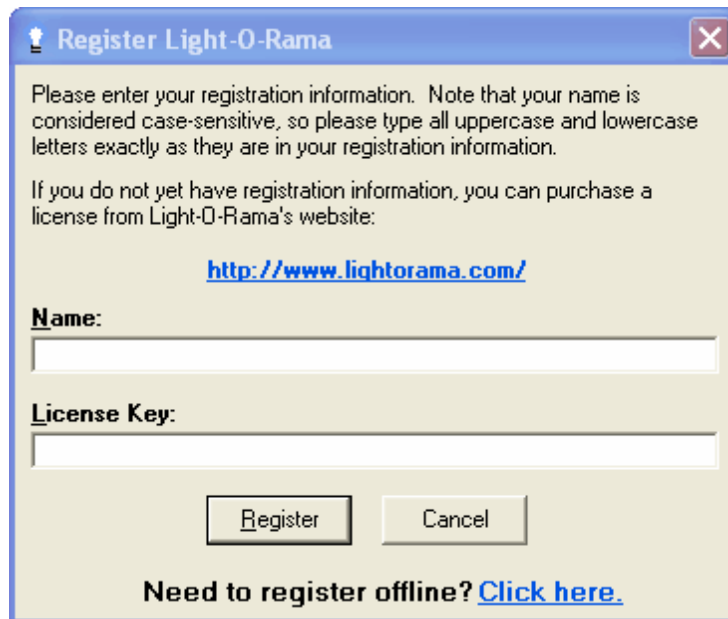 Register Light-O-Rama
Please enter your registration information.  Note that your name is
considered case-sensitive, so please type all uppercase and lowercase
letters exactly as they are in your registration information.
If you do not yet have registration information, you can purchase a
license from Light-O-Rama's website:
http://www.lightorama.com/
Name:
License Key:
Register
Cancel
Need to register offline? Click here.